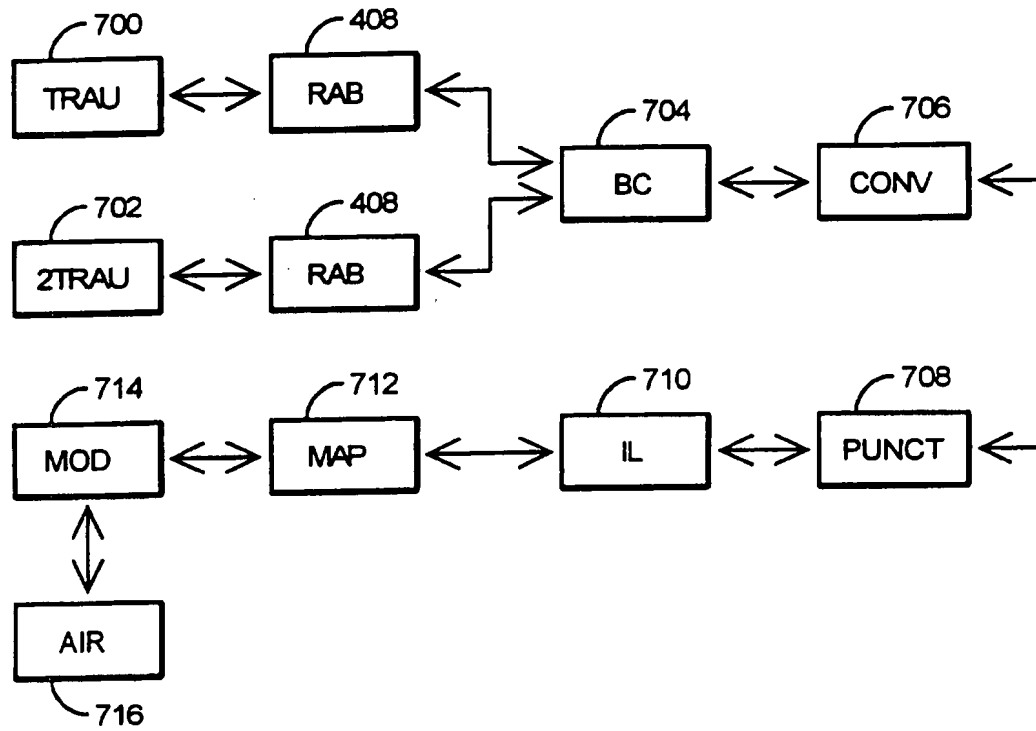 700
408
TRAU
RAB
704
706
BC
CONV
702
408
2TRAU
RAB
714
712
710
708
MOD
MAP
IL
PUNCT
AIR
716